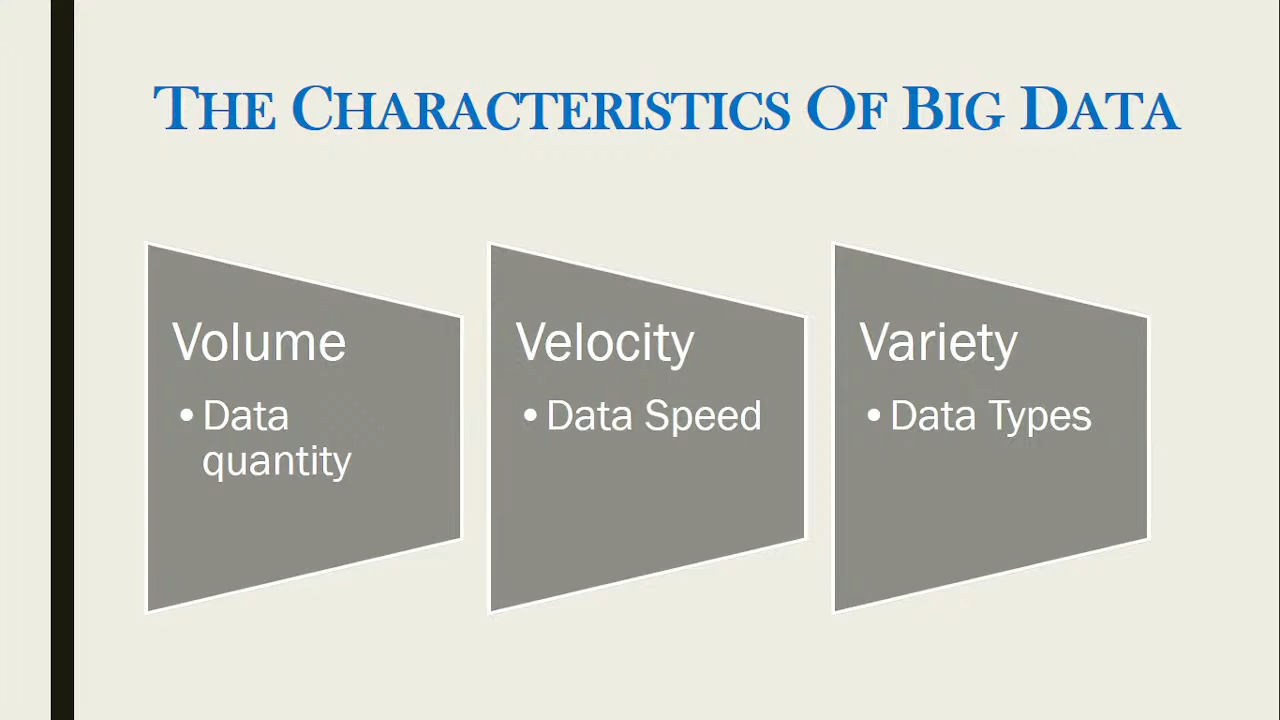 THE CHARACTERISTICS OF BIG DATA
Volume
• Data
quantity
Velocity
• Data Speed
Variety
• Data Types